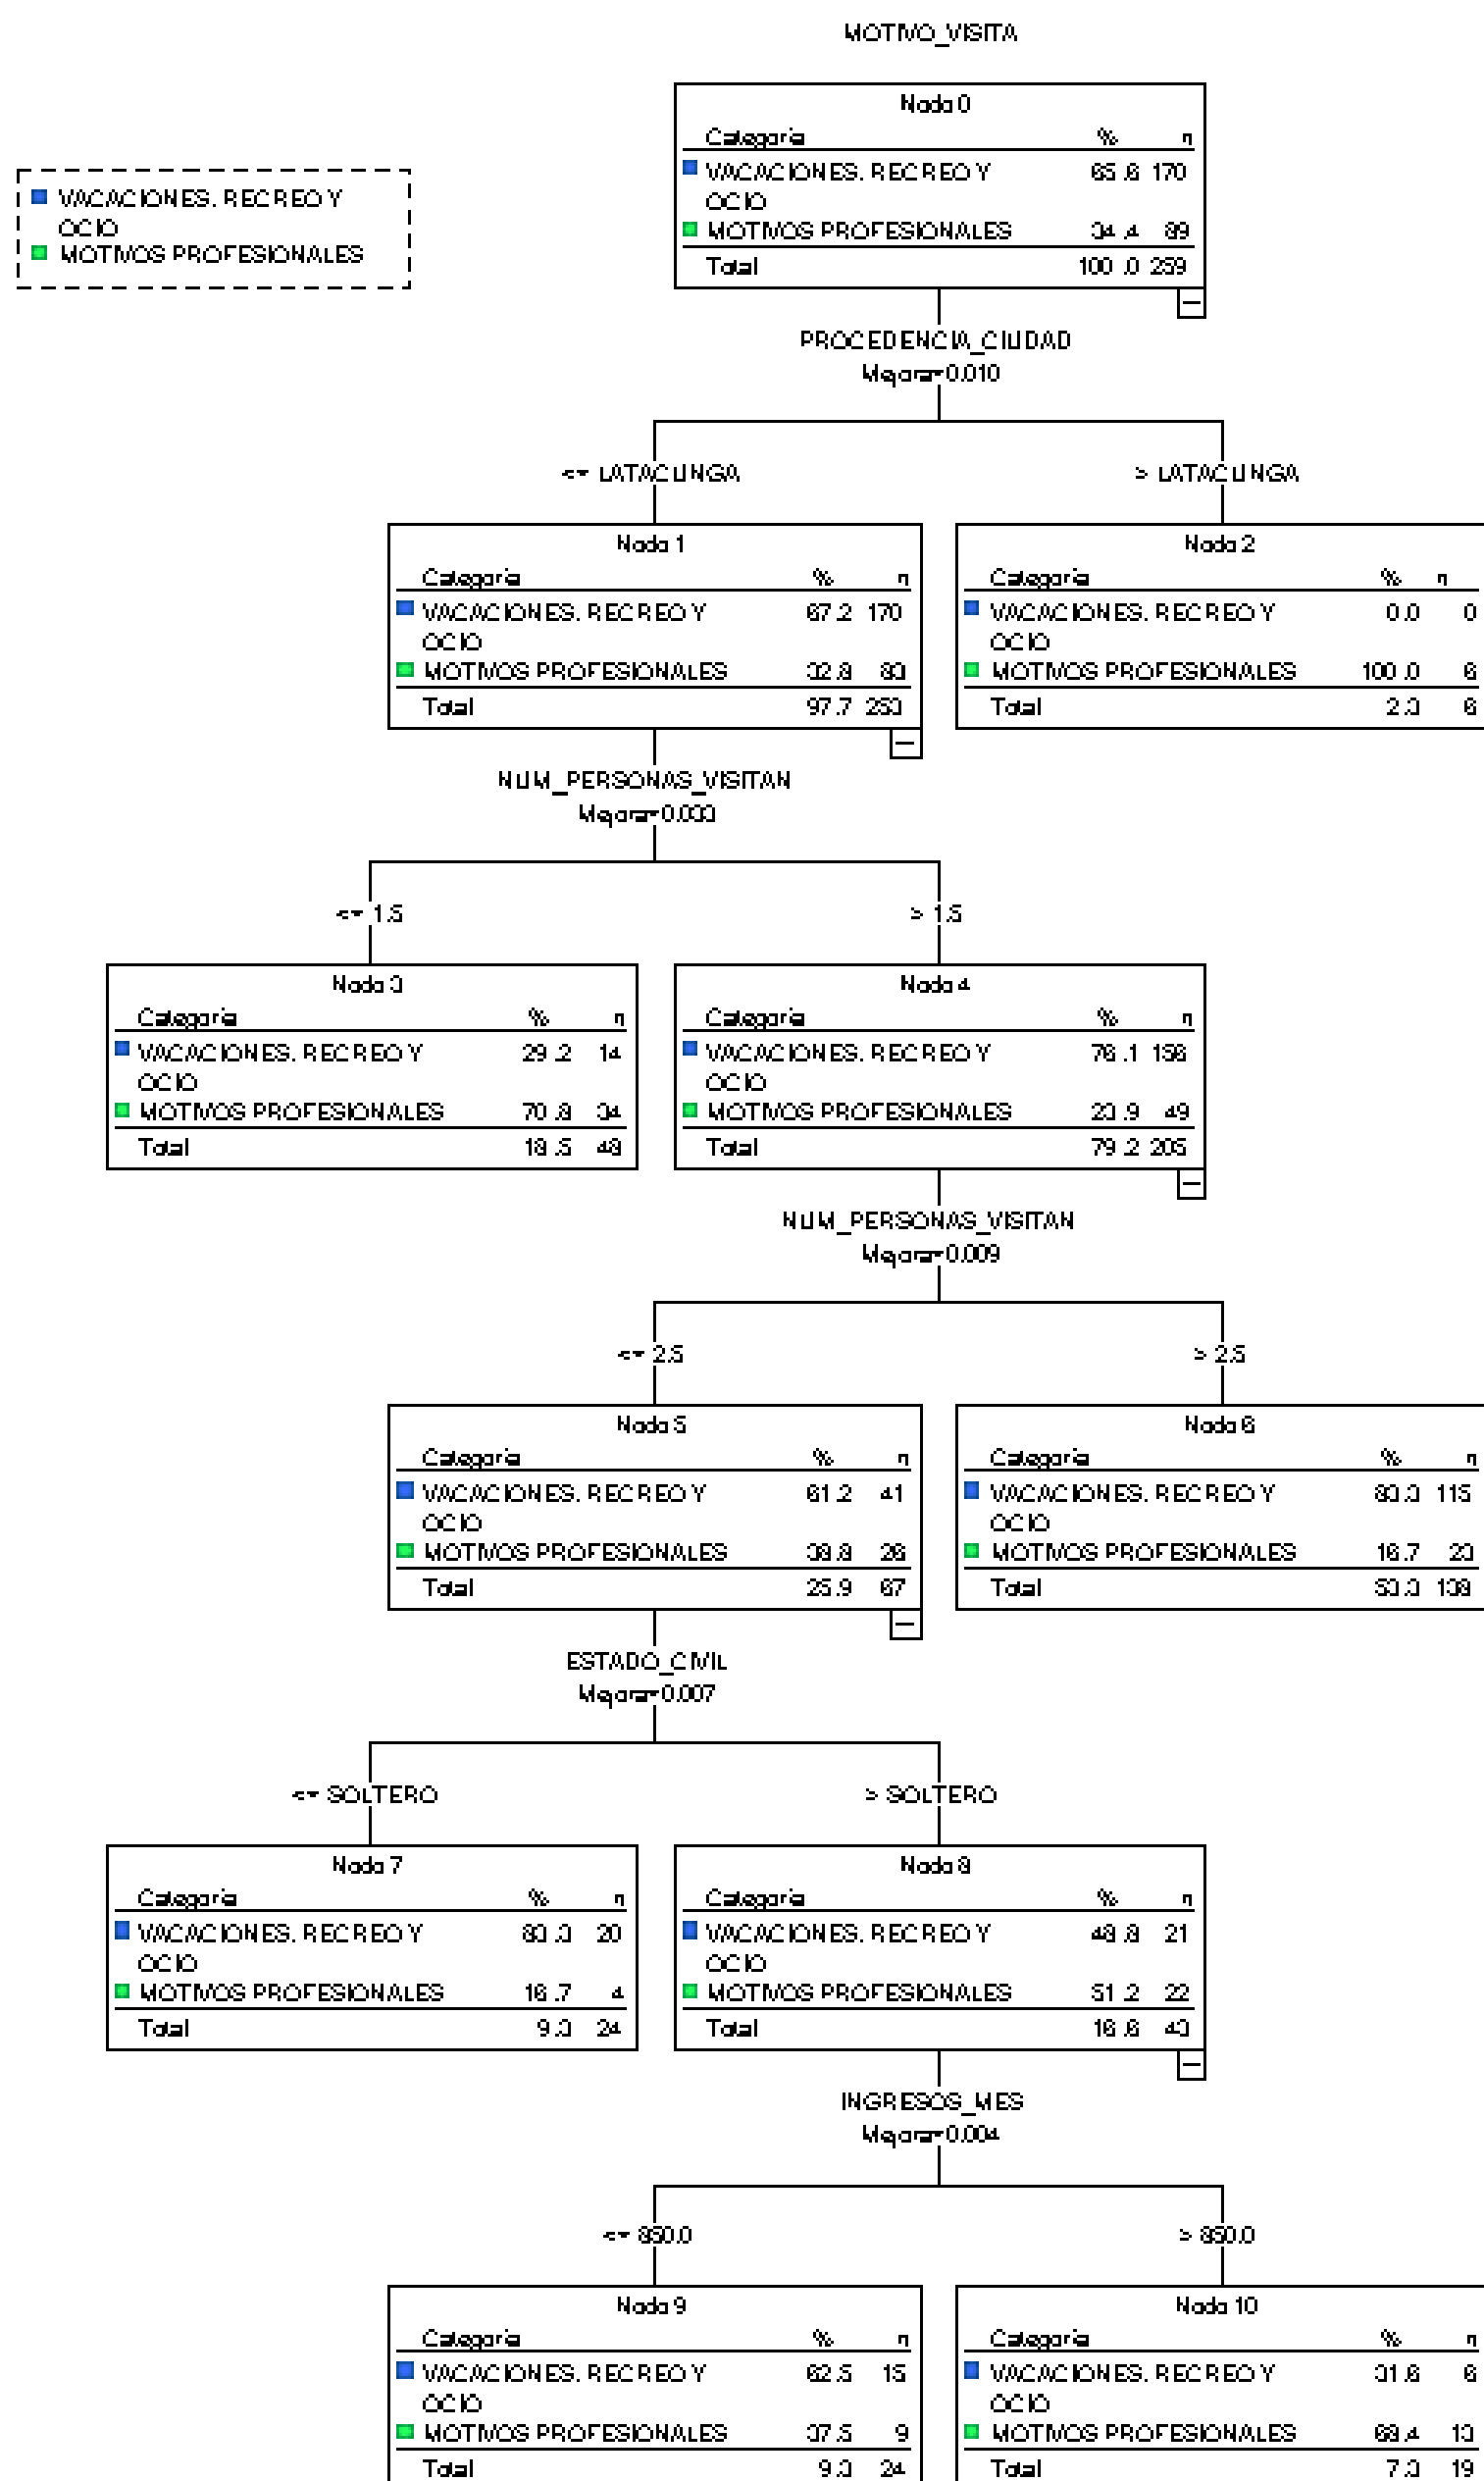 MOTIVO_VISITA
Nodo 0
Categoría % n
VACACIONES. RECREO Y
OCIO
65.6 170
MOTIVOS PROFESIONALES 34.4 89
Total 100.0 259
VACACIONES. RECREO Y
OCIO
MOTIVOS PROFESIONALES
PROCEDENCIA_CIUDAD
Mejora=0.010
<= LATACUNGA
> LATACUNGA
Nodo 1
Categoría % n
VACACIONES. RECREO Y
OCIO
67.2 170
MOTIVOS PROFESIONALES 32.8 83
Total 97.7 253
Nodo 2
Categoría % n
VACACIONES. RECREO Y
OCIO
0.0 0
MOTIVOS PROFESIONALES 100.0 6
Total 2.3 6
NUM_PERSONAS_VISITAN
Mejora=0.033
<= 1.5
> 1.5
Nodo 3
Categoría % n
VACACIONES. RECREO Y
OCIO
29.2 14
MOTIVOS PROFESIONALES 70.8 34
Total 18.5 48
Nodo 4
Categoría % n
VACACIONES. RECREO Y
OCIO
76.1 156
MOTIVOS PROFESIONALES 23.9 49
Total 79.2 205
NUM_PERSONAS_VISITAN
Mejora=0.009
<= 2.5
> 2.5
Nodo 5
Categoría % n
VACACIONES. RECREO Y
OCIO
61.2 41
MOTIVOS PROFESIONALES 38.8 26
Total 25.9 67
Nodo 6
Categoría % n
VACACIONES. RECREO Y
OCIO
83.3 115
MOTIVOS PROFESIONALES 16.7 23
Total 53.3 138
ESTADO_CIVIL
Mejora=0.007
<= SOLTERO
> SOLTERO
Nodo 7
Categoría % n
VACACIONES. RECREO Y
OCIO
83.3 20
MOTIVOS PROFESIONALES 16.7 4
Total 9.3 24
Nodo 8
Categoría % n
VACACIONES. RECREO Y
OCIO
48.8 21
MOTIVOS PROFESIONALES 51.2 22
Total 16.6 43
INGRESOS_MES
Mejora=0.004
<= 850.0
> 850.0
Nodo 9
Categoría % n
VACACIONES. RECREO Y
OCIO
62.5 15
MOTIVOS PROFESIONALES 37.5 9
Total 9.3 24
Nodo 10
Categoría % n
VACACIONES. RECREO Y
OCIO
31.6 6
MOTIVOS PROFESIONALES 68.4 13
Total 7.3 19